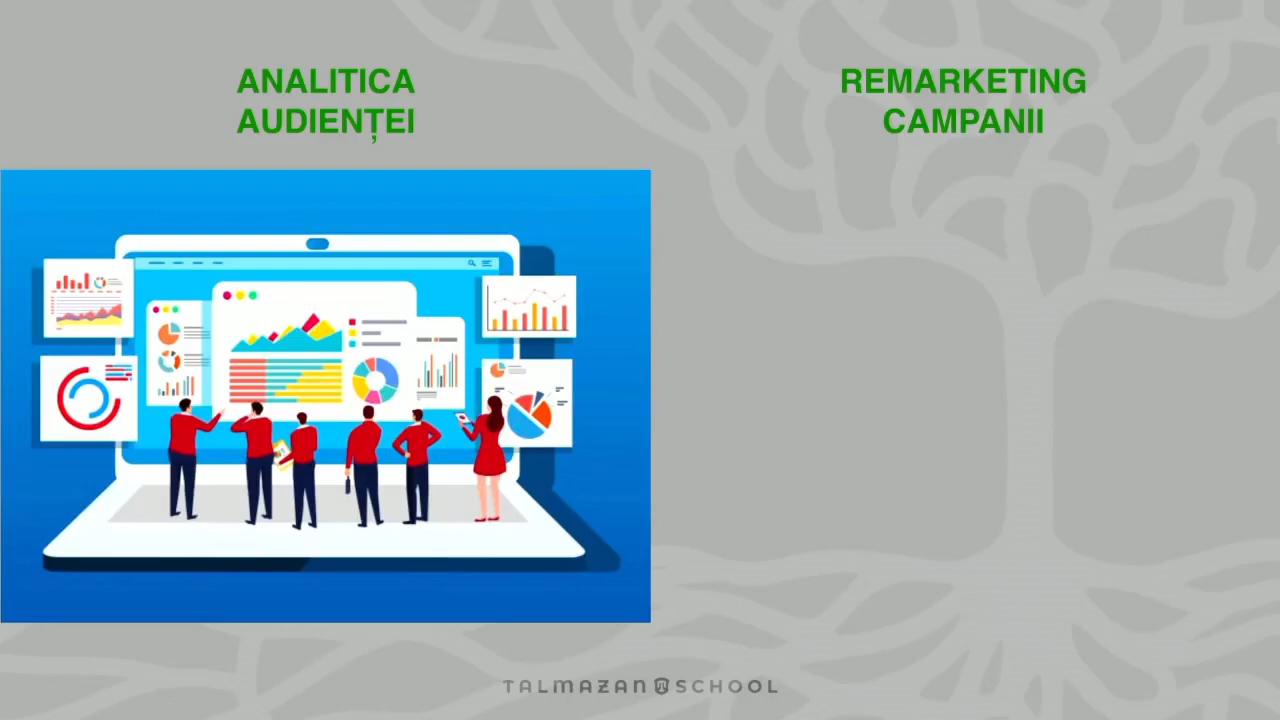 ANALITICA
AUDIENȚEI
REMARKETING
CAMPANII
TALMAZAN SCHOOL